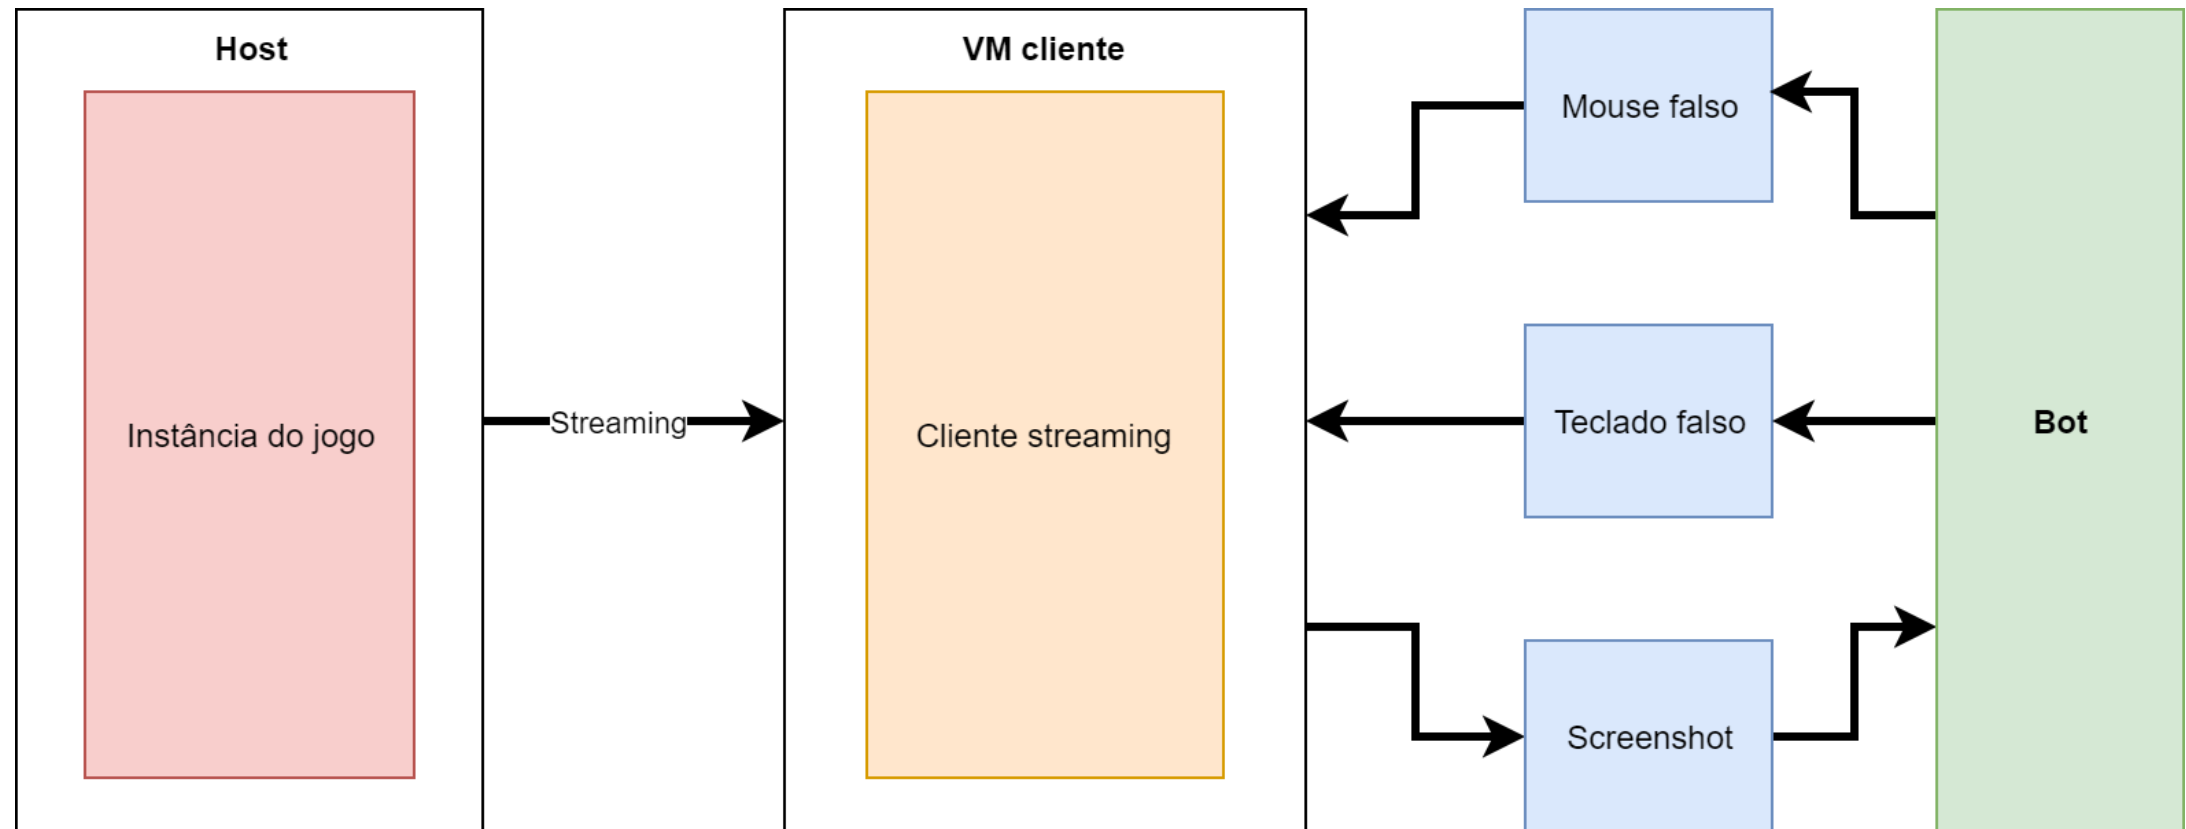 Host
Instância do jogo
Streaming
VM cliente
Cliente streaming
Mouse falso
Teclado falso
Screenshot
Bot